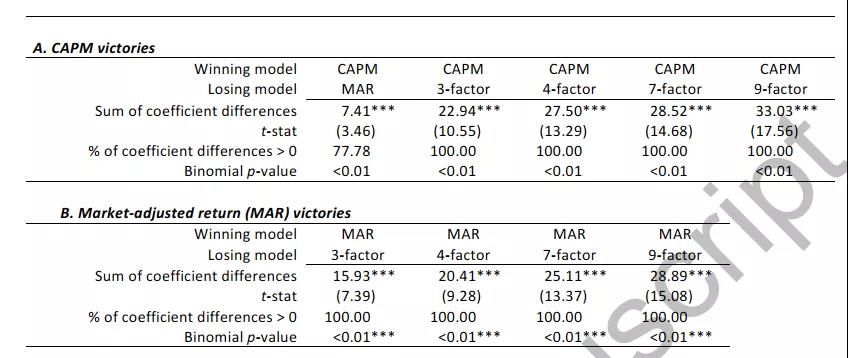 A. CAPM victories
Winning model CAPM CAPM CAPM CAPM CAPM
Losing model MAR 3-factor 4-factor 7-factor 9-factor
Sum of coefficient differences 7.41*** 22.94*** 27.50*** 28.52*** 33.03***
t-stat (3.46) (10.55) (13.29) (14.68) (17.56)
% of coefficient differences > 0 77.78 100.00 100.00 100.00 100.00
Binomial p-value <0.01 <0.01 <0.01 <0.01 <0.01
B. Market-adjusted return (MAR) victories
Winning model MAR MAR MAR MAR
Losing model 3-factor 4-factor 7-factor 9-factor
Sum of coefficient differences 15.93*** 20.41*** 25.11*** 28.89***
t-stat (7.39) (9.28) (13.37) (15.08)
% of coefficient differences > 0 100.00 100.00 100.00 100.00
Binomial p-value <0.01*** <0.01*** <0.01*** <0.01***